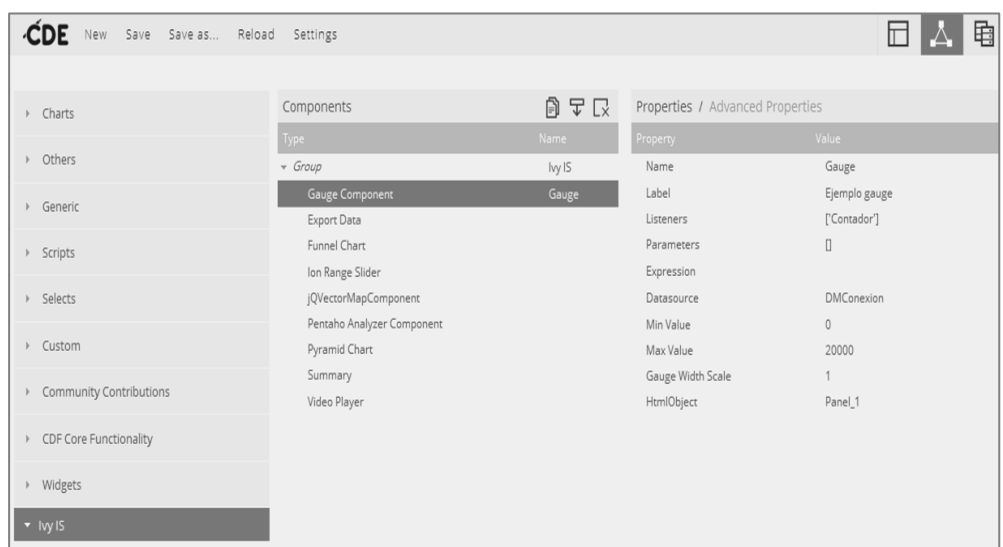 CDE New Save Save as... Reload Settings
Charts
Others
Generic
Scripts
Selects
Custom
Community Contributions
CDF Core Functionality
Widgets
Ivy IS
Components
Type Name
Group Ivy IS
Gauge Component Gauge
Export Data
Funnel Chart
Ion Range Slider
jQVectorMapComponent
Pentaho Analyzer Component
Pyramid Chart
Summary
Video Player
Properties / Advanced Properties
Property Value
Name Gauge
Label Ejemplo gauge
Listeners ['Contador']
Parameters []
Expression
Datasource DMConexion
Min Value 0
Max Value 20000
Gauge Width Scale 1
HtmlObject Panel_1